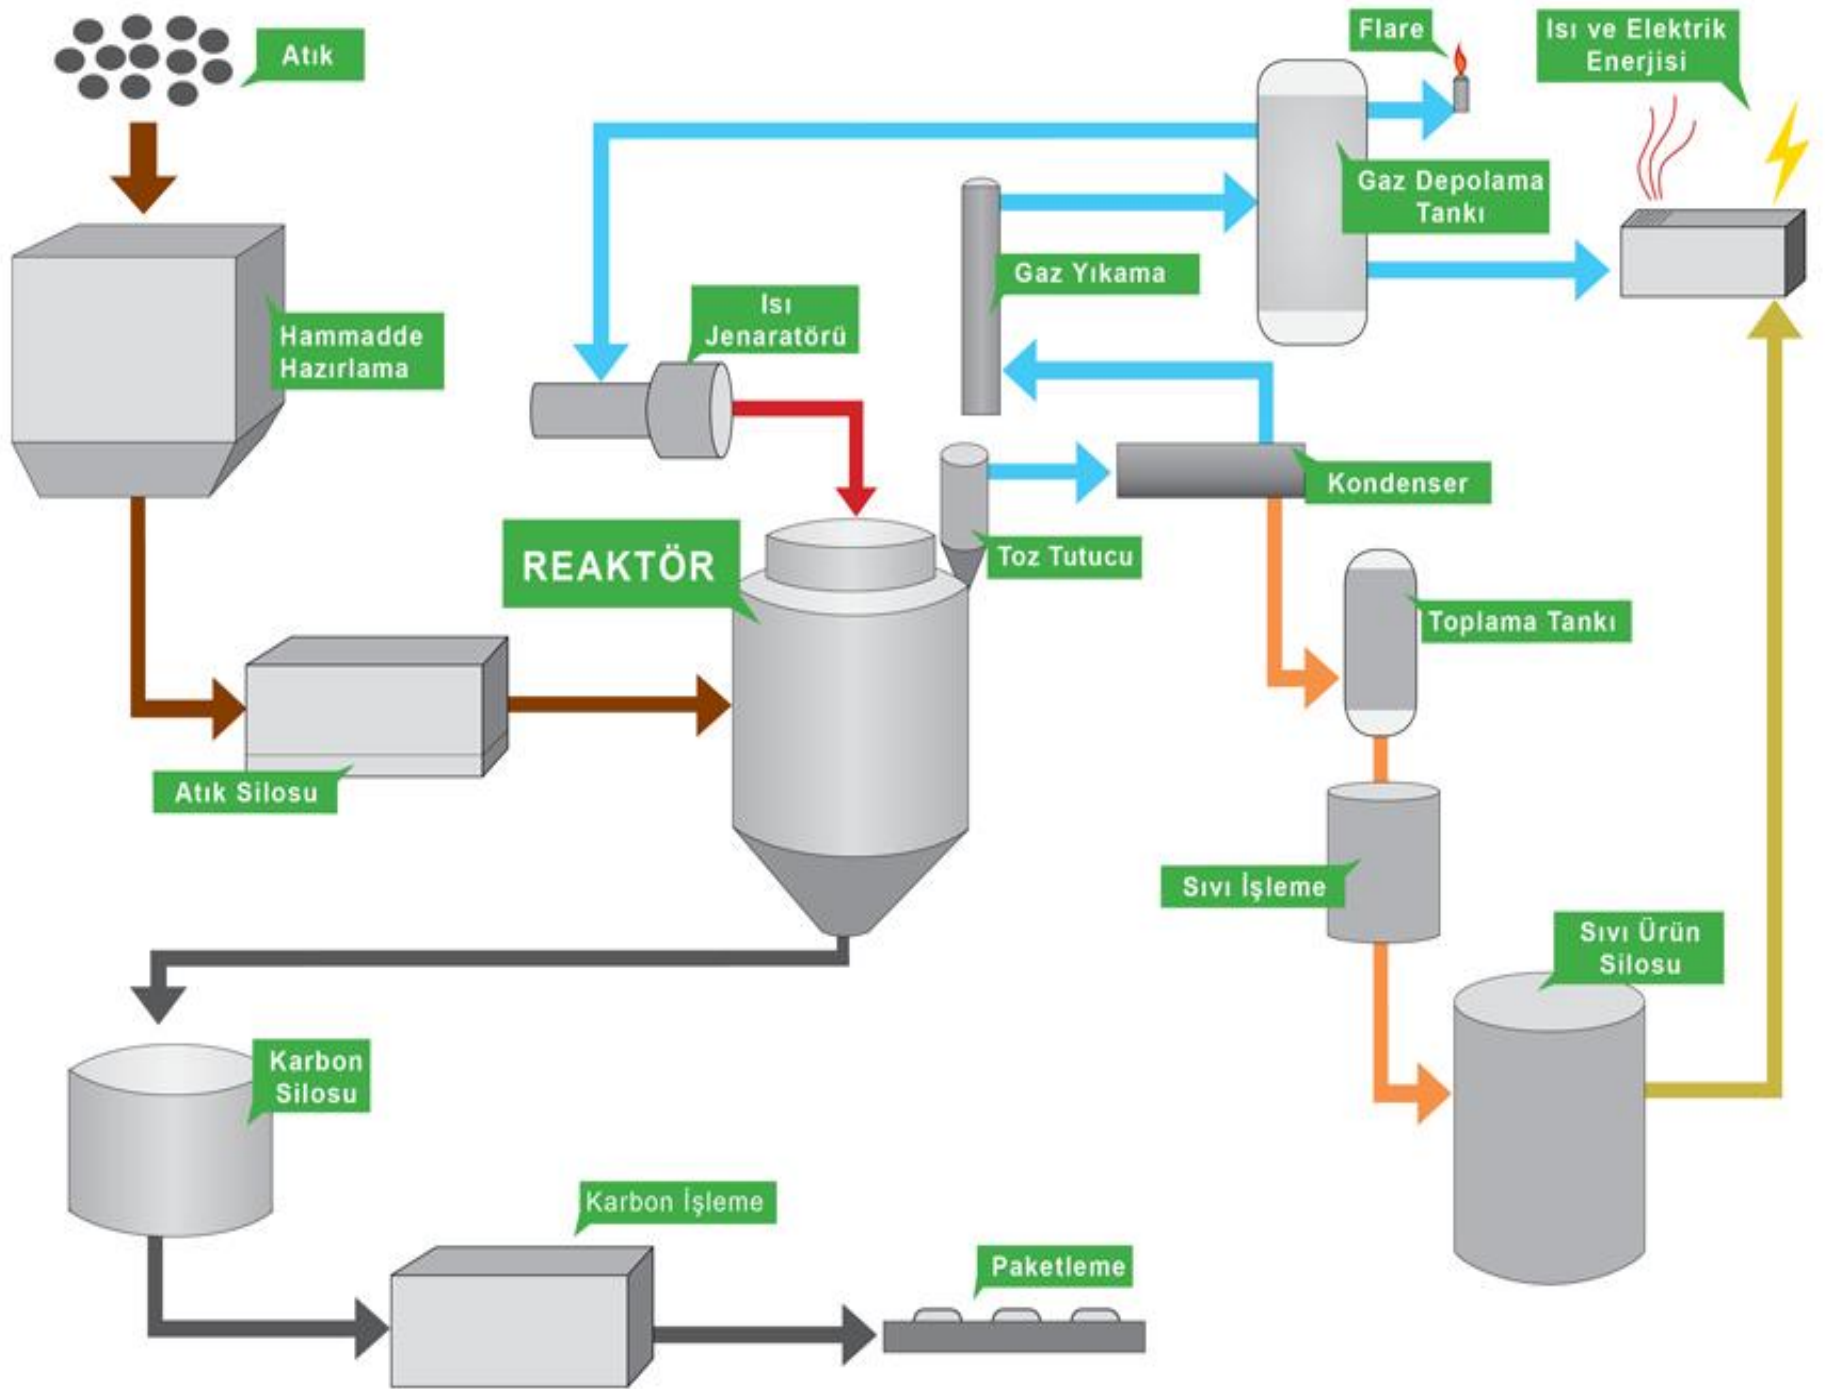 Atık
Flare
Isı ve Elektrik
Enerjisi
Gaz Depolama
Tankı
Gaz Yıkama
Isı
Jenaratörü
Hammadde
Hazırlama
Kondenser
REAKTÖR
Toz Tutucu
Toplama Tankı
Atık Silosu
Sıvı İşleme
Sıvı Ürün
Silosu
Karbon
Silosu
Karbon İşleme
Paketleme